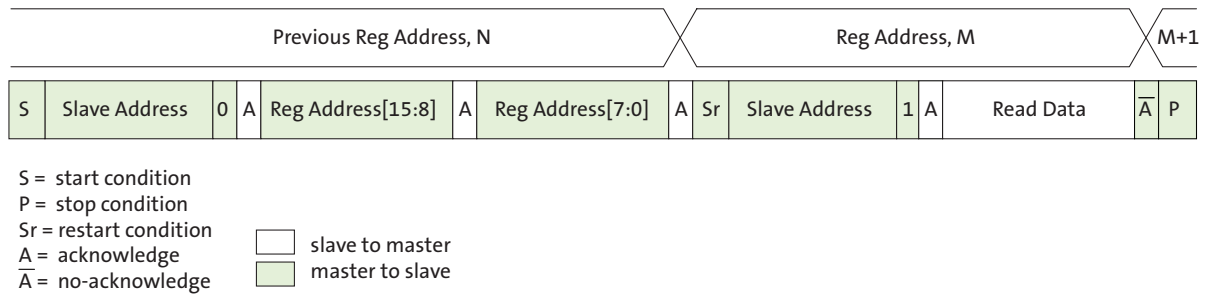 Previous Reg Address, N Reg Address, M M+1
S Slave Address 0 A Reg Address[15:8] A Reg Address[7:0] A Sr Slave Address 1 A Read Data A̅ P
S = start condition
P = stop condition
Sr = restart condition
A = acknowledge
A̅ = no-acknowledge
slave to master
master to slave